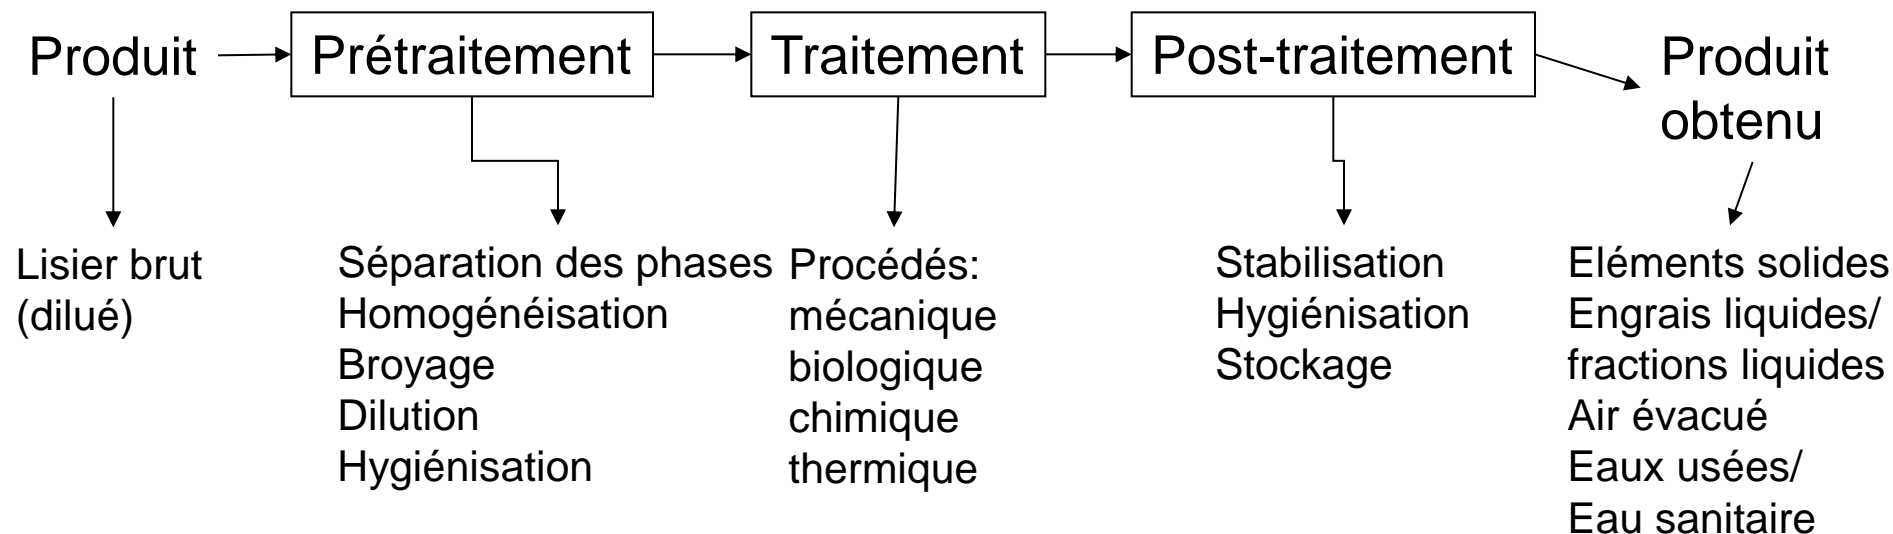 Produit
Prétraitement
Traitement
Post-traitement
Produit
obtenu
Lisier brut
(dilué)
Séparation des phases
Homogénéisation
Broyage
Dilution
Hygiénisation
Procédés:
mécanique
biologique
chimique
thermique
Stabilisation
Hygiénisation
Stockage
Eléments solides
Engrais liquides/
fractions liquides
Air évacué
Eaux usées/
Eau sanitaire